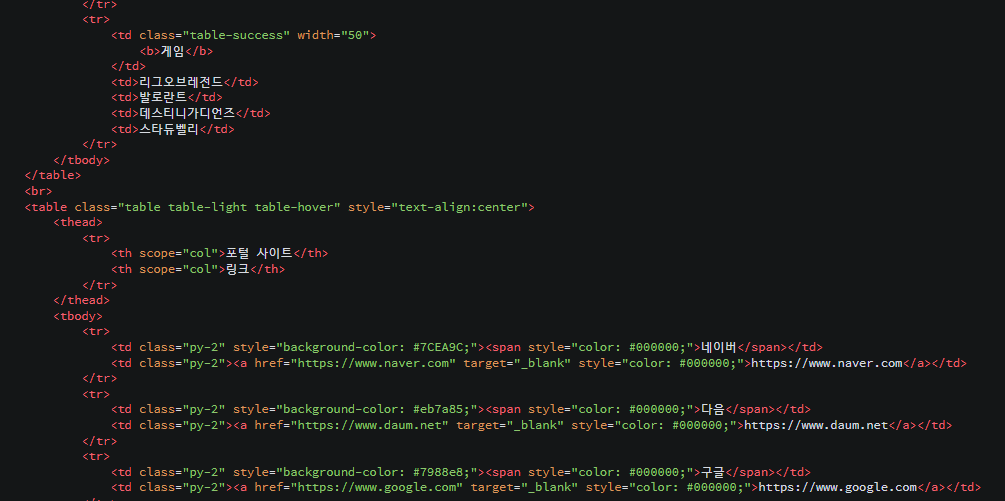 </tr>
<tr>
<td class="table-success" width="50">
<b>게임</b>
</td>
<td>리그오브레전드</td>
<td>발로란트</td>
<td>데스티니가디언즈</td>
<td>스타듀밸리</td>
</tr>
</tbody>
</table>
<br>
<table class="table table-light table-hover" style="text-align:center">
<thead>
<tr>
<th scope="col">포털 사이트</th>
<th scope="col">링크</th>
</tr>
</thead>
<tbody>
<tr>
<td class="py-2" style="background-color: #7CEA9C;"><span style="color: #000000;">네이버</span></td>
<td class="py-2"><a href="https://www.naver.com" target="_blank" style="color: #000000;">https://www.naver.com</a></td>
</tr>
<tr>
<td class="py-2" style="background-color: #eb7a85;"><span style="color: #000000;">다음</span></td>
<td class="py-2"><a href="https://www.daum.net" target="_blank" style="color: #000000;">https://www.daum.net</a></td>
</tr>
<tr>
<td class="py-2" style="background-color: #7988e8;"><span style="color: #000000;">구글</span></td>
<td class="py-2"><a href="https://www.google.com" target="_blank" style="color: #000000;">https://www.google.com</a></td>